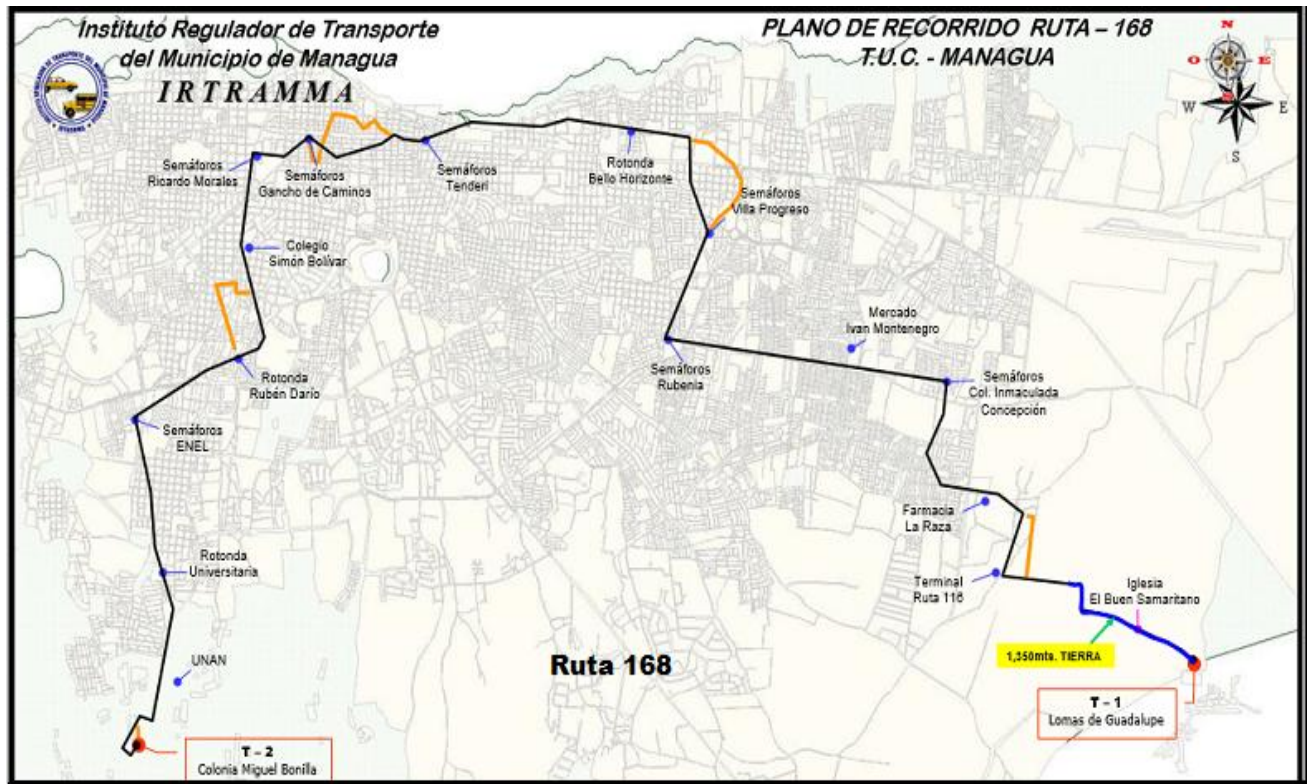 Instituto Regulador de Transporte
del Municipio de Managua
IRTRAMMA
PLANO DE RECORRIDO RUTA – 168
T.U.C. - MANAGUA
N
O
E
S
W
E
S
Semáforos
Ricardo Morales
Semáforos
Gancho de Caminos
Semáforos
Tenderí
Rotonda
Bello Horizonte
Semáforos
Villa Progreso
Colegio
Simón Bolívar
Mercado
Ivan Montenegro
Rotonda
Rubén Darío
Semáforos
Rubenia
Semáforos
Col. Inmaculada
Concepción
Semáforos
ENEL
Farmacia
La Raza
Rotonda
Universitaria
Terminal
Ruta 116
Iglesia
El Buen Samaritano
1,350mts. TIERRA
UNAN
Ruta 168
T – 1
Lomas de Guadalupe
T – 2
Colonia Miguel Bonilla